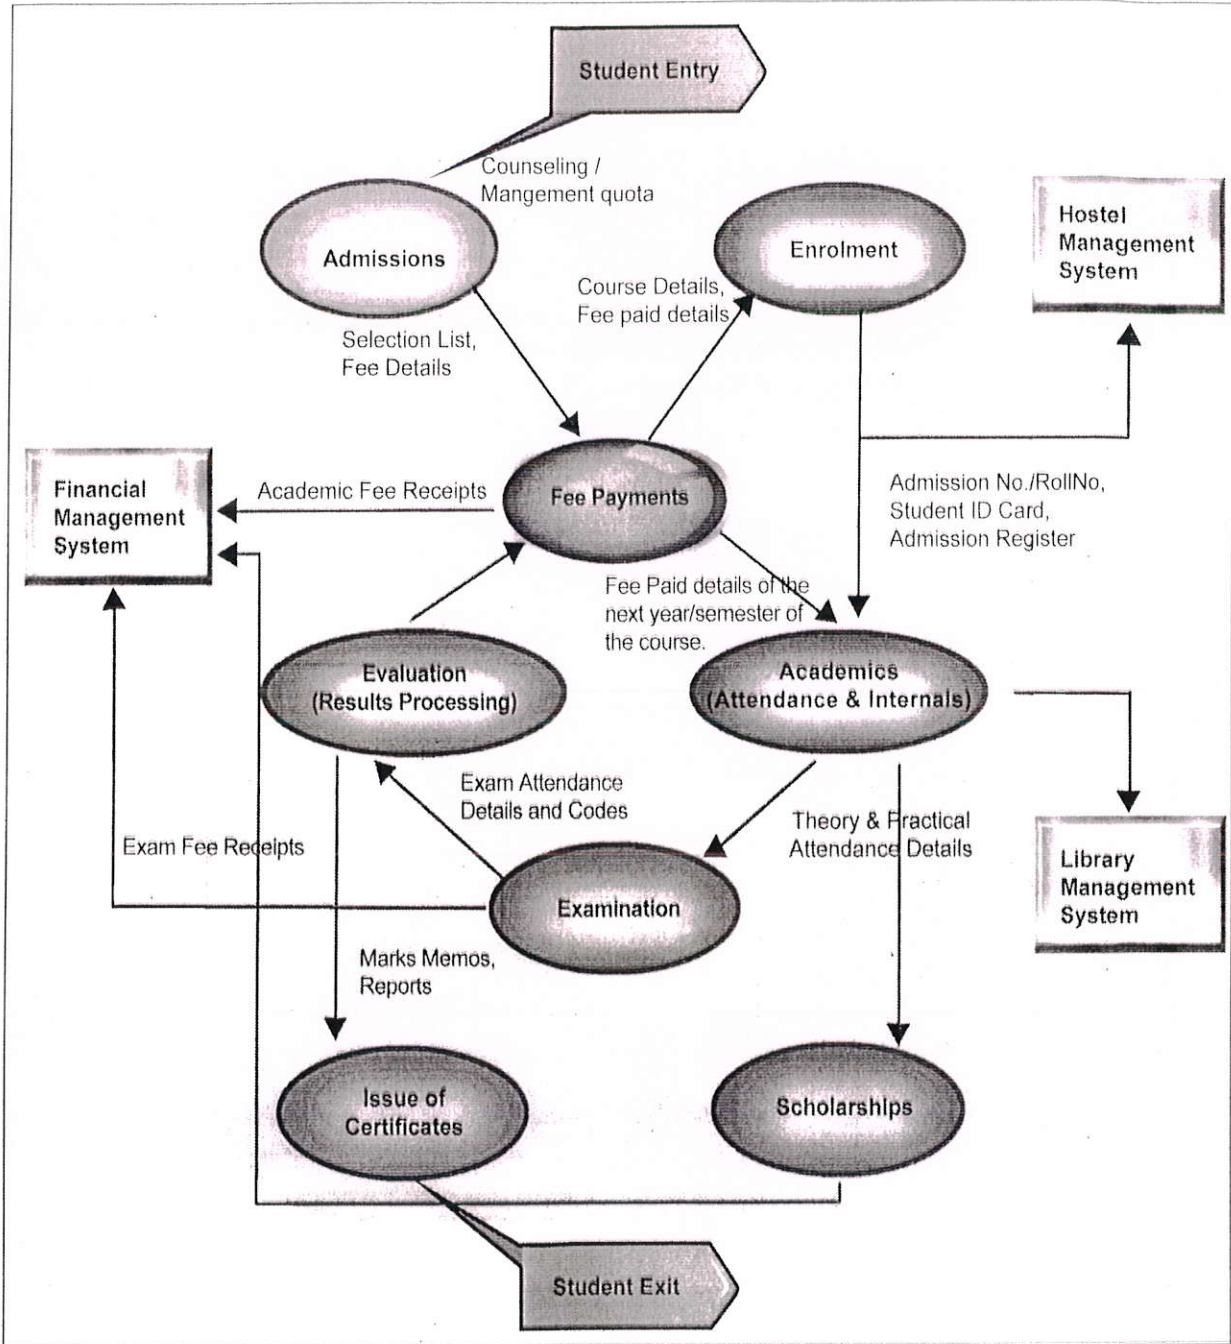 Student Entry
Counseling /
Mangement quota
Admissions
Enrolment
Hostel
Management
System
Course Details,
Fee paid details
Selection List,
Fee Details
Financial
Management
System
Academic Fee Receipts
Fee Payments
Admission No./RollNo,
Student ID Card,
Admission Register
Fee Paid details of the
next year/semester of
the course.
Evaluation
(Results Processing)
Academics
(Attendance & Internals)
Exam Attendance
Details and Codes
Theory & Practical
Attendance Details
Exam Fee Receipts
Library
Management
System
Examination
Marks Memos,
Reports
Issue of
Certificates
Scholarships
Student Exit